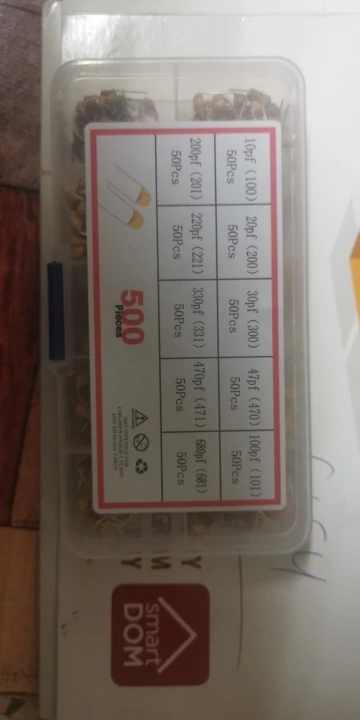 10pf (100)
50Pcs
20pf (200)
50Pcs
30pf (300)
50Pcs
47pf (470)
50Pcs
100pf (101)
50Pcs
200pf (201)
50Pcs
220pf (221)
50Pcs
330pf (331)
50Pcs
470pf (471)
50Pcs
680pf (681)
50Pcs
500
Pieces
smart
DOM